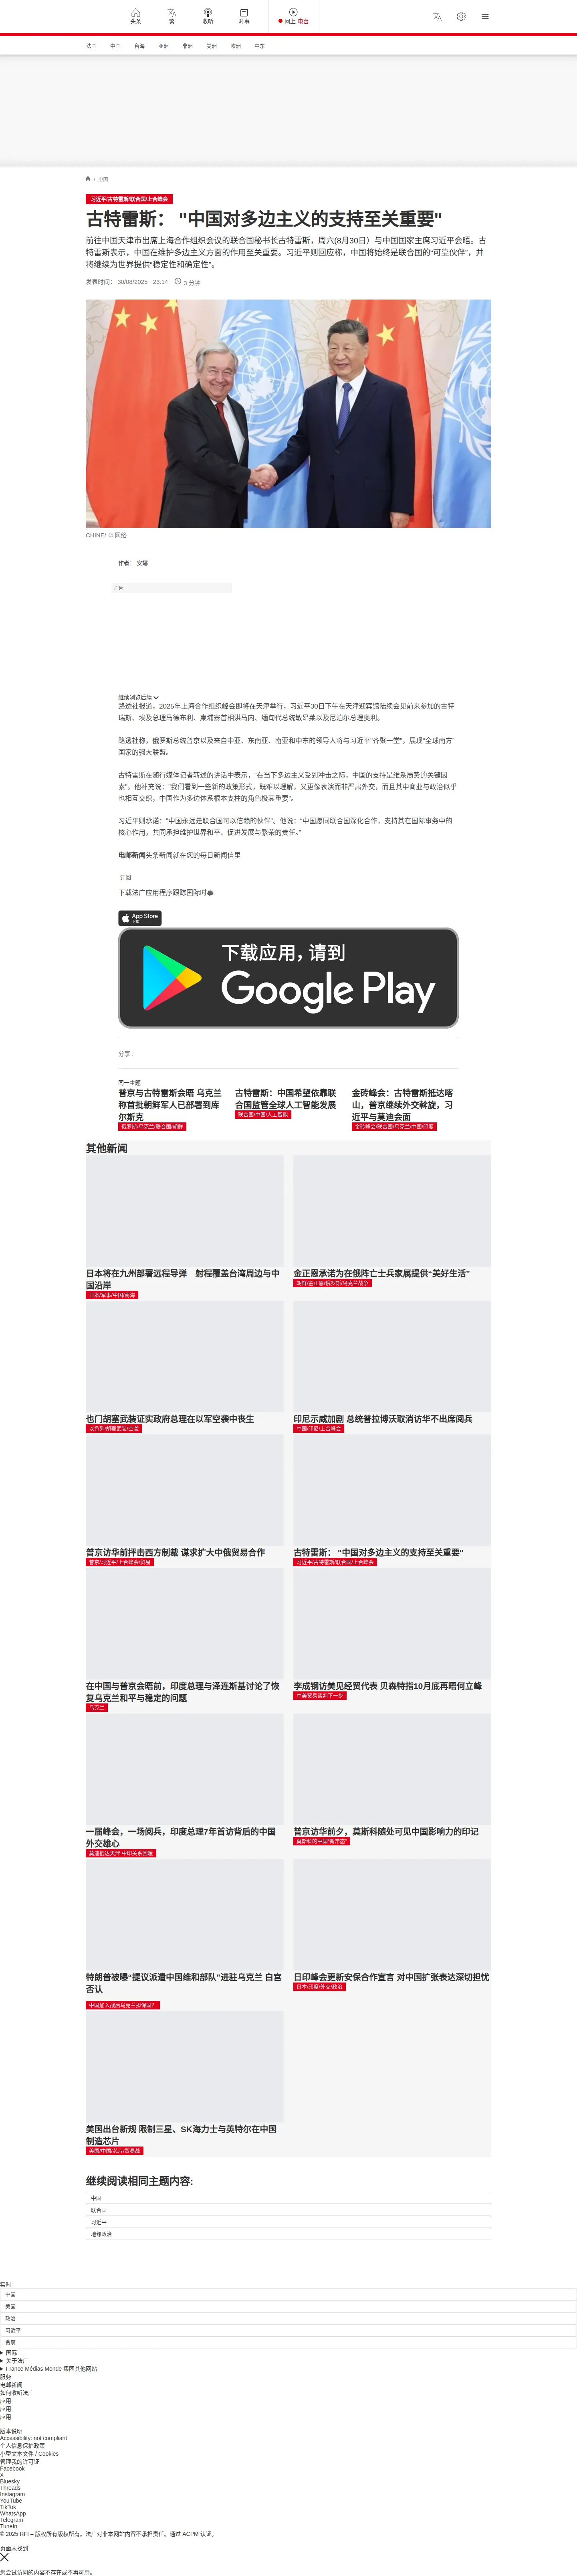 头条
繁
收听
时事
网上 电台
法国
中国
台海
亚洲
非洲
美洲
欧洲
中东
/ 中国
习近平/古特雷斯/联合国/上合峰会
古特雷斯： "中国对多边主义的支持至关重要"
前往中国天津市出席上海合作组织会议的联合国秘书长古特雷斯，周六(8月30日）与中国国家主席习近平会晤。古
特雷斯表示，中国在维护多边主义方面的作用至关重要。习近平则回应称，中国将始终是联合国的“可靠伙伴”，并
将继续为世界提供“稳定性和确定性”。
发表时间： 30/08/2025 - 23:14
3 分钟
CHINE/ © 网络
作者： 安娜
广告
继续浏览后续
路透社报道，2025年上海合作组织峰会即将在天津举行，习近平30日下午在天津迎宾馆陆续会见前来参加的古特
瑞斯、埃及总理马德布利、柬埔寨首相洪马内、缅甸代总统敏昂莱以及尼泊尔总理奥利。
路透社称，俄罗斯总统普京以及来自中亚、东南亚、南亚和中东的领导人将与习近平“齐聚一堂”，展现“全球南方”
国家的强大联盟。
古特雷斯在随行媒体记者转述的讲话中表示，“在当下多边主义受到冲击之际，中国的支持是维系局势的关键因
素”。他补充说：“我们看到一些新的政策形式，既难以理解，又更像表演而非严肃外交，而且其中商业与政治似乎
也相互交织，中国作为多边体系根本支柱的角色极其重要”。
习近平则承诺：“中国永远是联合国可以信赖的伙伴”。他说：“中国愿同联合国深化合作，支持其在国际事务中的
核心作用，共同承担维护世界和平、促进发展与繁荣的责任。”
电邮新闻头条新闻就在您的每日新闻信里
订阅
下载法广应用程序跟踪国际时事
App Store
下载
下载应用，请到
Google Play
分享 :
同一主题
普京与古特雷斯会晤 乌克兰
称首批朝鲜军人已部署到库
尔斯克
俄罗斯/乌克兰/联合国/朝鲜
古特雷斯：中国希望依靠联
合国监管全球人工智能发展
联合国/中国/人工智能
金砖峰会：古特雷斯抵达喀
山，普京继续外交斡旋，习
近平与莫迪会面
金砖峰会/联合国/乌克兰/中国/印度
其他新闻
日本将在九州部署远程导弹　射程覆盖台湾周边与中
国沿岸
日本/军事/中国/南海
金正恩承诺为在俄阵亡士兵家属提供“美好生活”
朝鲜/金正恩/俄罗斯/乌克兰战争
也门胡塞武装证实政府总理在以军空袭中丧生
以色列/胡赛武装/空袭
印尼示威加剧 总统普拉博沃取消访华不出席阅兵
中国/印尼/上合峰会
普京访华前抨击西方制裁 谋求扩大中俄贸易合作
普京/习近平/上合峰会/贸易
古特雷斯： "中国对多边主义的支持至关重要"
习近平/古特雷斯/联合国/上合峰会
在中国与普京会晤前，印度总理与泽连斯基讨论了恢
复乌克兰和平与稳定的问题
乌克兰
李成钢访美见经贸代表 贝森特指10月底再晤何立峰
中美贸易谈判下一步
一届峰会，一场阅兵，印度总理7年首访背后的中国
外交雄心
莫迪抵达天津 中印关系回暖
普京访华前夕，莫斯科随处可见中国影响力的印记
特朗普被曝“提议派遣中国维和部队”进驻乌克兰 白宫
否认
中国加入战后乌克兰担保国？
日印峰会更新安保合作宣言 对中国扩张表达深切担忧
日本/印度/外交/政治
美国出台新规 限制三星、SK海力士与英特尔在中国
制造芯片
美国/中国/芯片/贸易战
继续阅读相同主题内容:
中国
联合国
习近平
地缘政治
实时
中国
美国
政治
习近平
贪腐
国际
关于法广
France Médias Monde 集团其他网站
服务
电邮新闻
如何收听法广
应用
应用
应用
版本说明
Accessibility: not compliant
个人信息保护政策
小型文本文件 / Cookies
管理我的许可证
Facebook
X
Bluesky
Threads
Instagram
YouTube
TikTok
WhatsApp
Telegram
TuneIn
© 2025 RFI – 版权所有版权所有。法广对非本网站内容不承担责任。通过 ACPM 认证。
页面未找到
您尝试访问的内容不存在或不再可用。